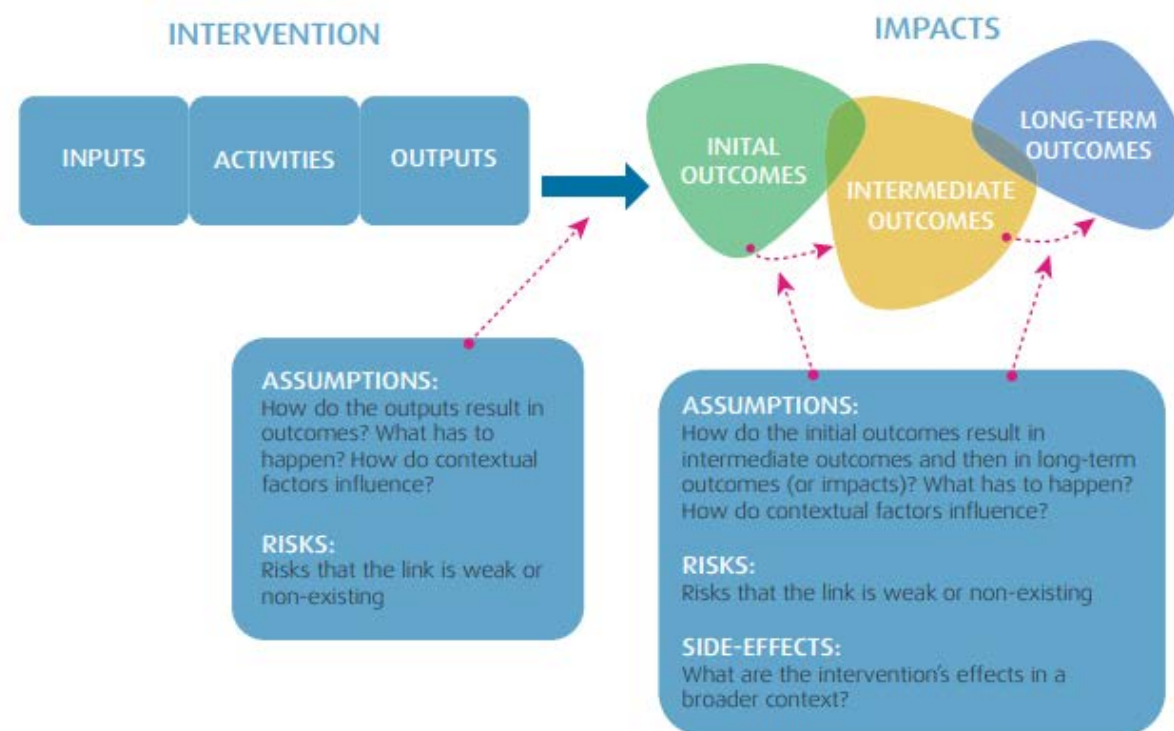 INTERVENTION
IMPACTS
INPUTS
ACTIVITIES
OUTPUTS
INITAL
OUTCOMES
INTERMEDIATE
OUTCOMES
LONG-TERM
OUTCOMES
ASSUMPTIONS:
How do the outputs result in
outcomes? What has to
happen? How do contextual
factors influence?
RISKS:
Risks that the link is weak or
non-existing
ASSUMPTIONS:
How do the initial outcomes result in
intermediate outcomes and then in long-term
outcomes (or impacts)? What has to happen?
How do contextual factors influence?
RISKS:
Risks that the link is weak or non-existing
SIDE-EFFECTS:
What are the intervention's effects in a
broader context?